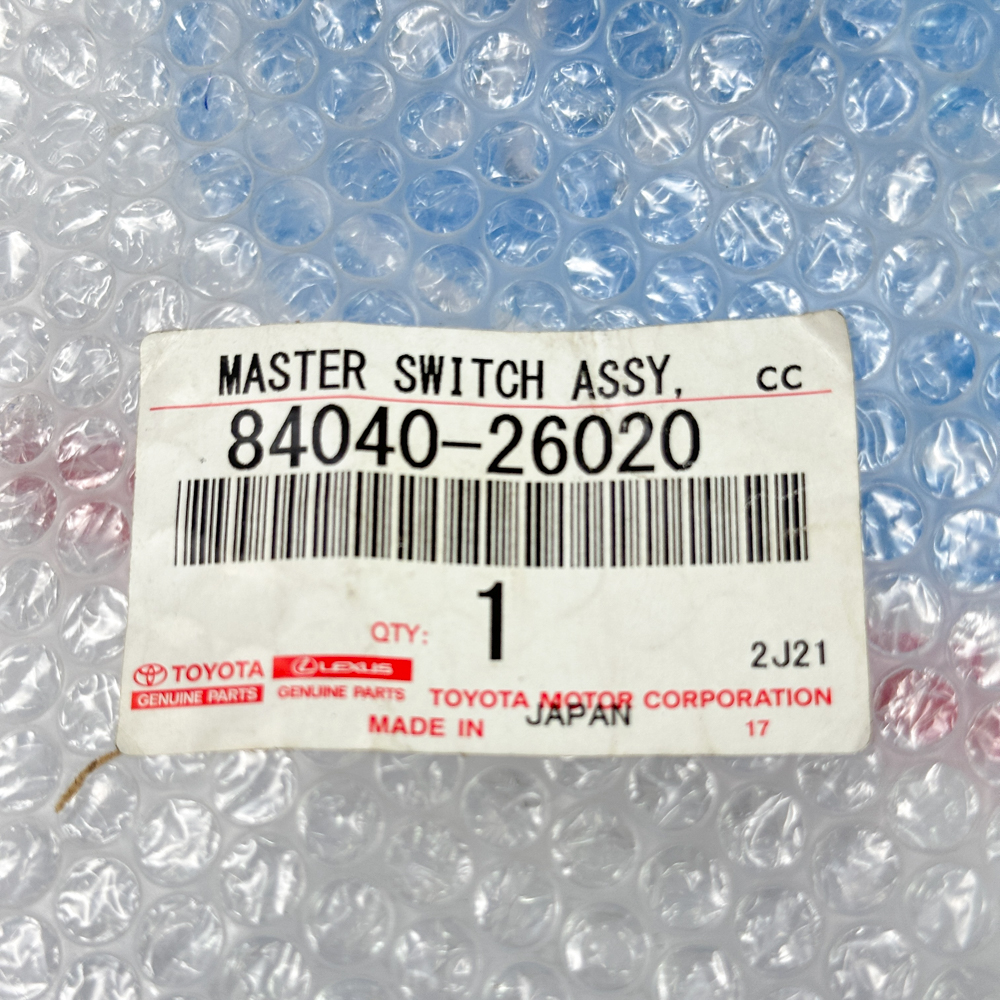 MASTER SWITCH ASSY, CC
84040-26020
QTY: 1
2J21
TOYOTA LEXUS
GENUINE PARTS GENUINE PARTS
TOYOTA MOTOR CORPORATION
MADE IN JAPAN 17